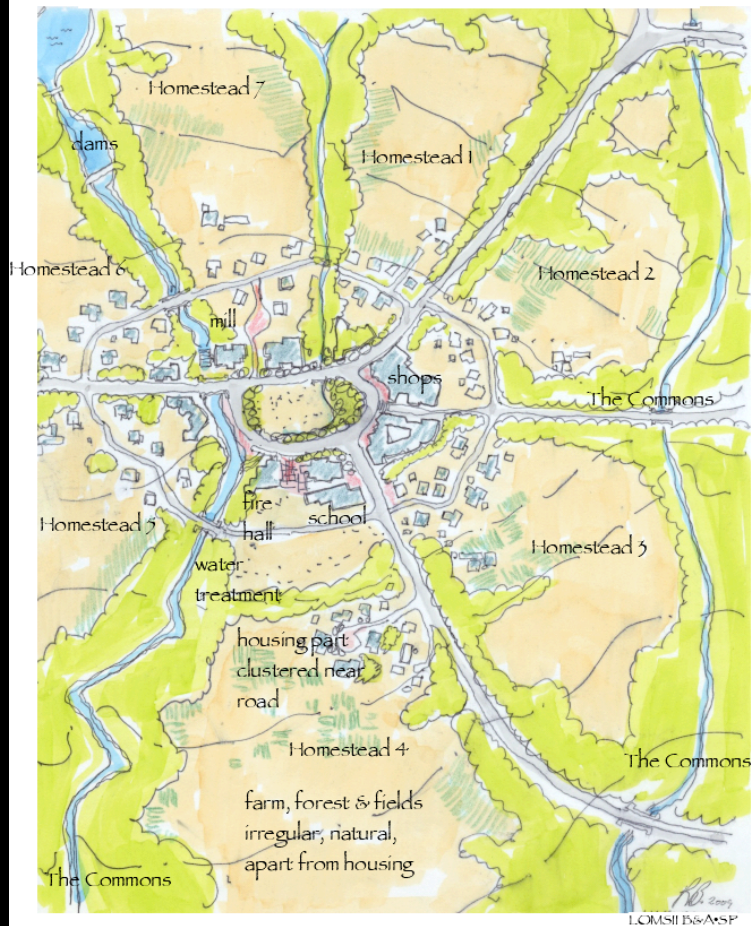 Homestead 7
dams
Homestead 1
Homestead 6
Homestead 2
mill
shops
The Commons
fire
hall
school
Homestead 5
Homestead 3
water
treatment
housing part
clustered near
road
Homestead 4
The Commons
farm, forest & fields
irregular, natural,
apart from housing
The Commons
2009
LOMSII B&A•SP